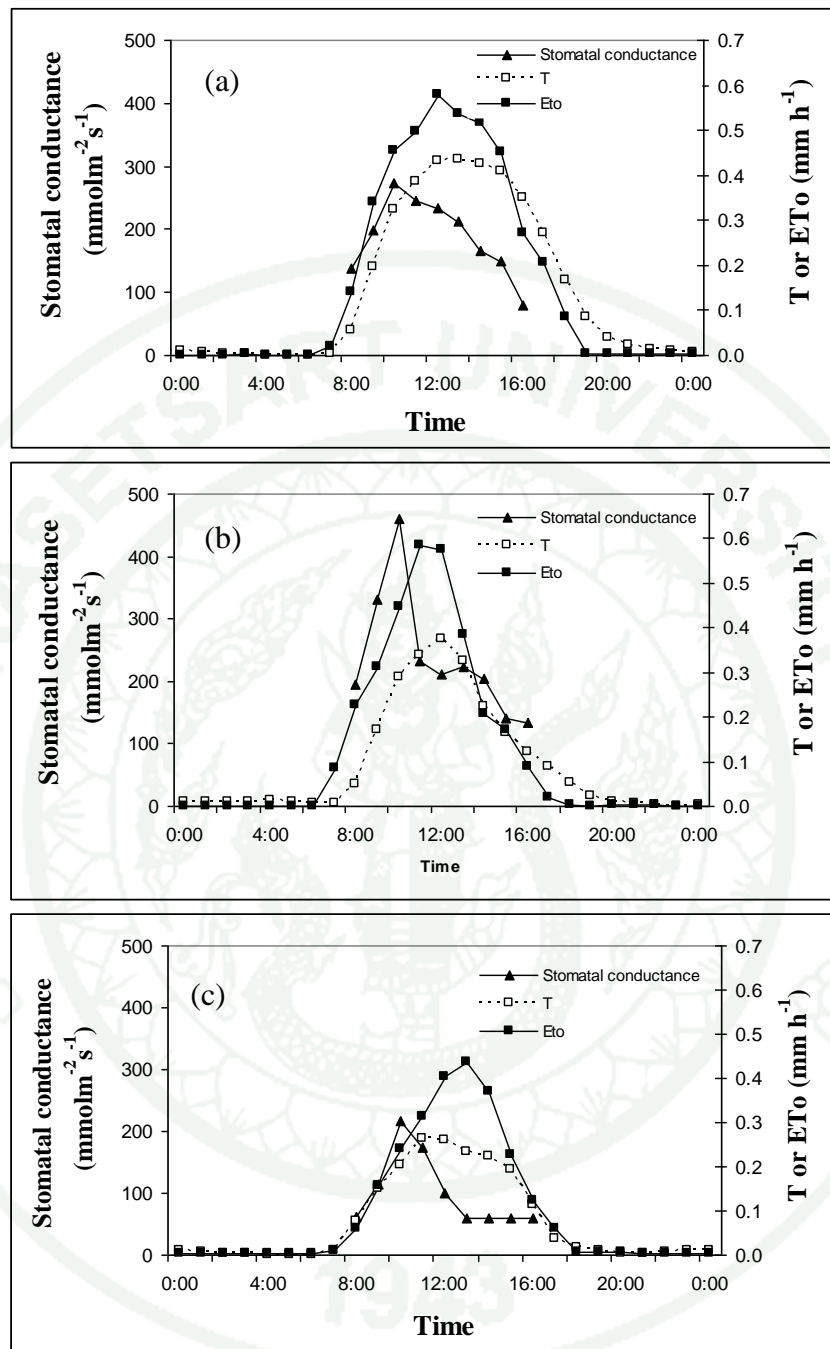 (a)
Stomatal conductance
T
Eto
Stomatal conductance
(mmolm-2s-1)
500
400
300
200
100
0
0.7
0.6
0.5
0.4
0.3
0.2
0.1
0.0
T or ETo (mm h-1)
0:00 4:00 8:00 12:00 16:00 20:00 0:00
Time
(b)
Stomatal conductance
T
Eto
Stomatal conductance
(mmolm-2s-1)
500
400
300
200
100
0
0.7
0.6
0.5
0.4
0.3
0.2
0.1
0.0
T or ETo (mm h-1)
0:00 4:00 8:00 12:00 16:00 20:00 0:00
Time
(c)
Stomatal conductance
T
Eto
Stomatal conductance
(mmolm-2s-1)
500
400
300
200
100
0
0.7
0.6
0.5
0.4
0.3
0.2
0.1
0.0
T or ETo (mm h-1)
0:00 4:00 8:00 12:00 16:00 20:00 0:00
Time
KASETSART UNIVERSITY
1943